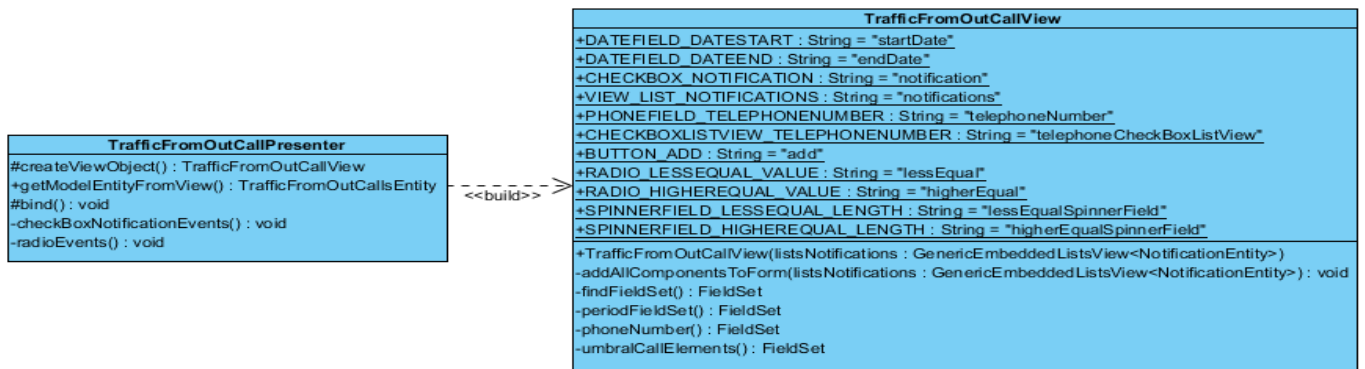 TrafficFromOutCallPresenter
#createViewObject() : TrafficFromOutCallView
+getModelEntityFromView() : TrafficFromOutCallsEntity
#bind() : void
-checkBoxNotificationEvents() : void
-radioEvents() : void
<<build>>
TrafficFromOutCallView
+DATEFIELD_DATESTART : String = "startDate"
+DATEFIELD_DATEEND : String = "endDate"
+CHECKBOX_NOTIFICATION : String = "notification"
+VIEW_LIST_NOTIFICATIONS : String = "notifications"
+PHONEFIELD_TELEPHONENUMBER : String = "telephoneNumber"
+CHECKBOXLISTVIEW_TELEPHONENUMBER : String = "telephoneCheckBoxListView"
+BUTTON_ADD : String = "add"
+RADIO_LESSEQUAL_VALUE : String = "lessEqual"
+RADIO_HIGHEREQUAL_VALUE : String = "higherEqual"
+SPINNERFIELD_LESSEQUAL_LENGTH : String = "lessEqualSpinnerField"
+SPINNERFIELD_HIGHEREQUAL_LENGTH : String = "higherEqualSpinnerField"
+TrafficFromOutCallView(listsNotifications : GenericEmbeddedListsView<NotificationEntity>)
-addAllComponentsToForm(listsNotifications : GenericEmbeddedListsView<NotificationEntity>) : void
-findFieldSet() : FieldSet
-periodFieldSet() : FieldSet
-phoneNumber() : FieldSet
-umbralCallElements() : FieldSet